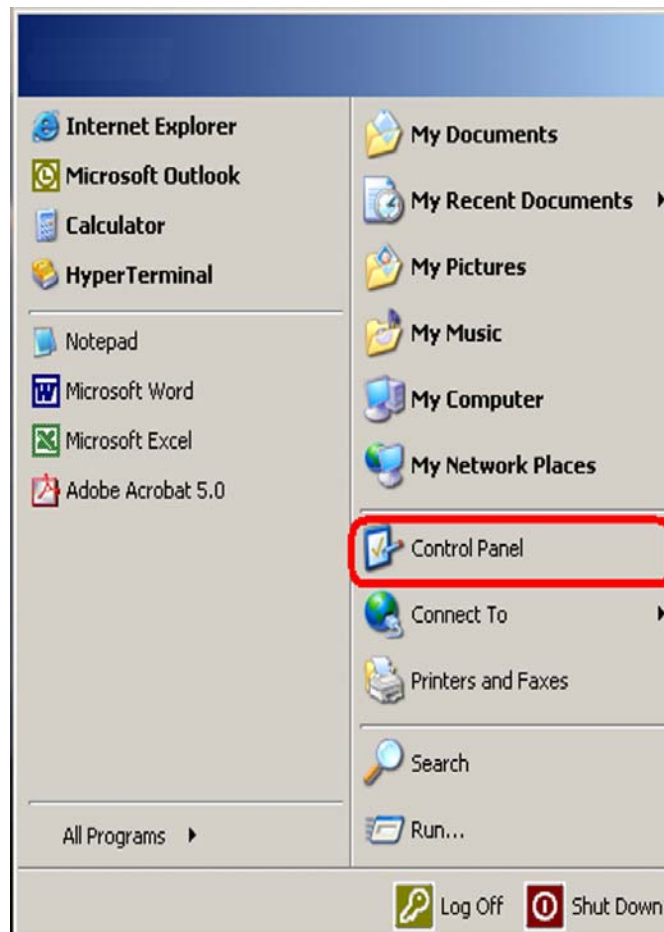 Internet Explorer
Microsoft Outlook
Calculator
HyperTerminal
Notepad
Microsoft Word
Microsoft Excel
Adobe Acrobat 5.0
All Programs
My Documents
My Recent Documents
My Pictures
My Music
My Computer
My Network Places
Control Panel
Connect To
Printers and Faxes
Search
Run...
Log Off
Shut Down